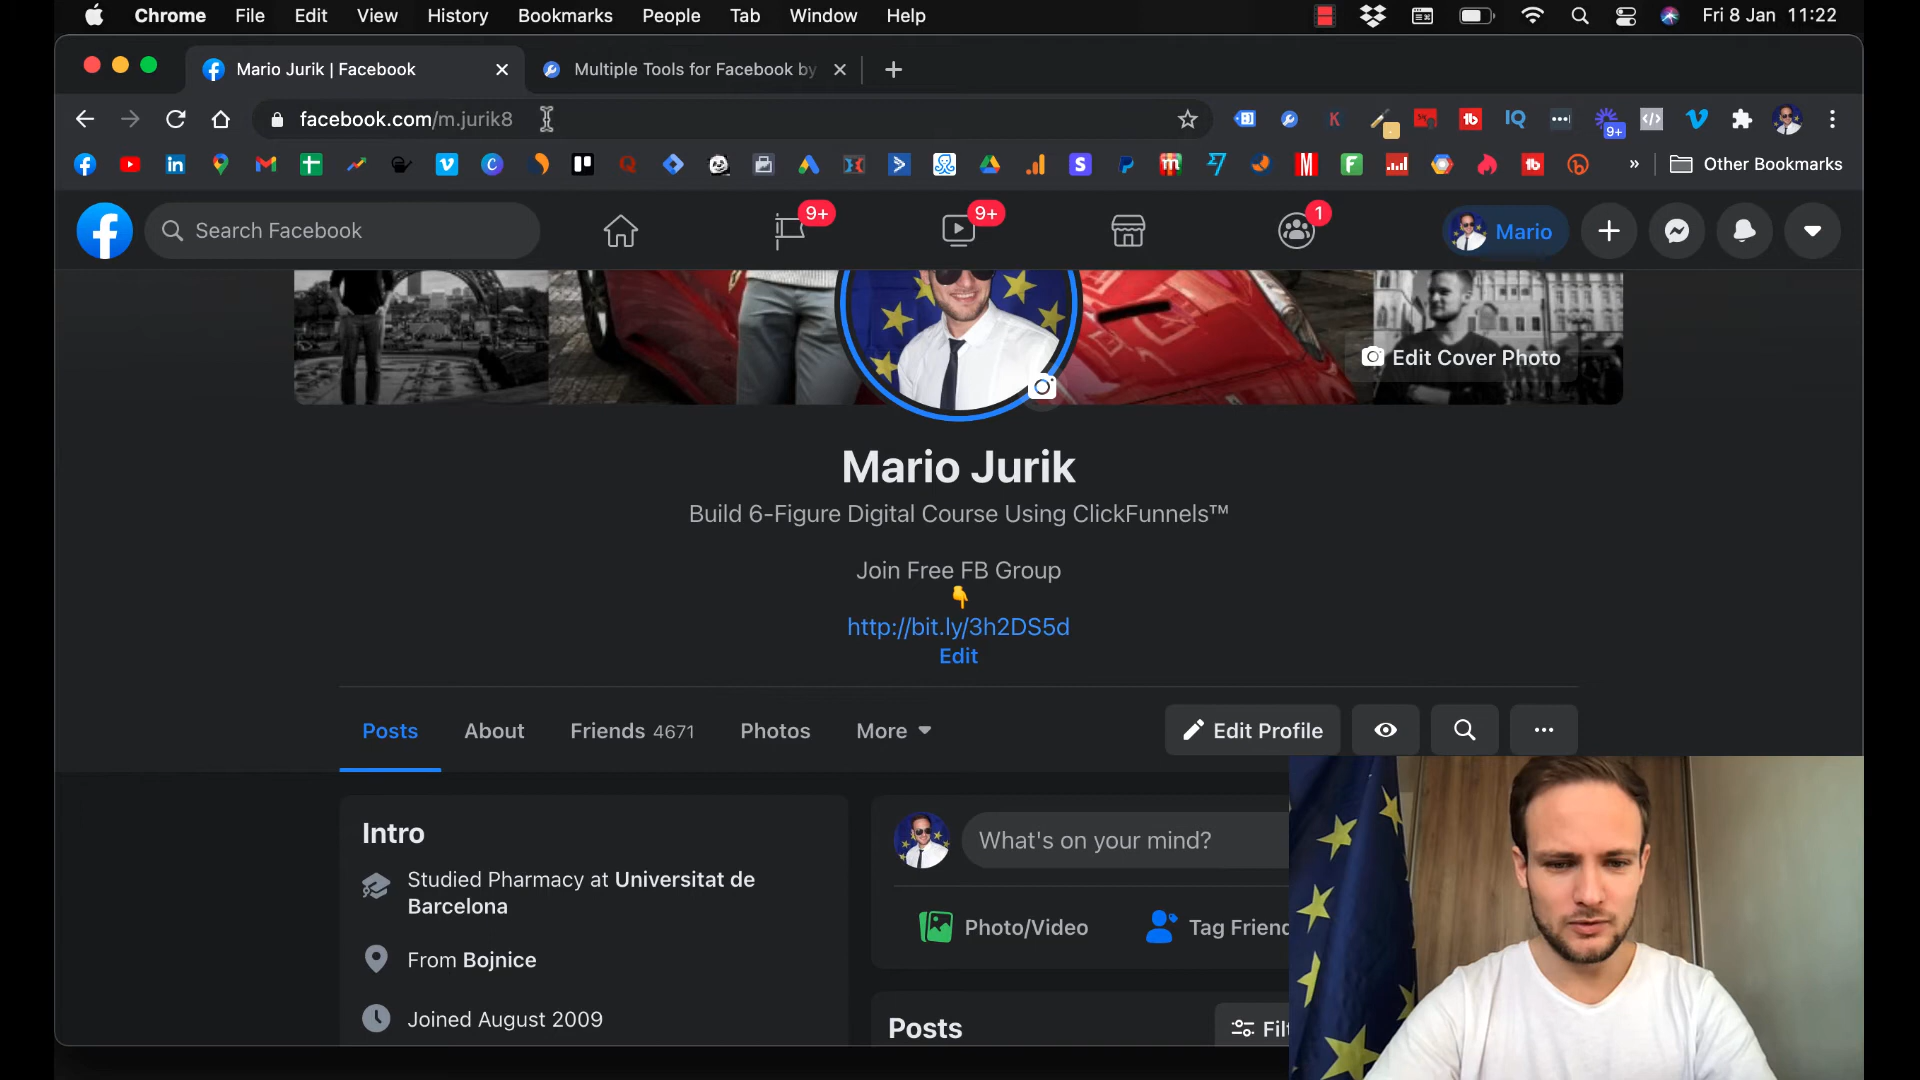 Chrome File Edit View History Bookmarks People Tab Window Help Fri 8 Jan 11:22
Mario Jurik | Facebook Multiple Tools for Facebook by
facebook.com/m.jurik8
K IQ 9+
Other Bookmarks
Search Facebook 9+ 9+ 1 Mario
Edit Cover Photo
Mario Jurik
Build 6-Figure Digital Course Using ClickFunnels™
Join Free FB Group
http://bit.ly/3h2DS5d
Edit
Posts About Friends 4671 Photos More Edit Profile
Intro
What's on your mind?
Studied Pharmacy at Universitat de
Barcelona
Photo/Video Tag Friend
From Bojnice
Joined August 2009
Posts Filt